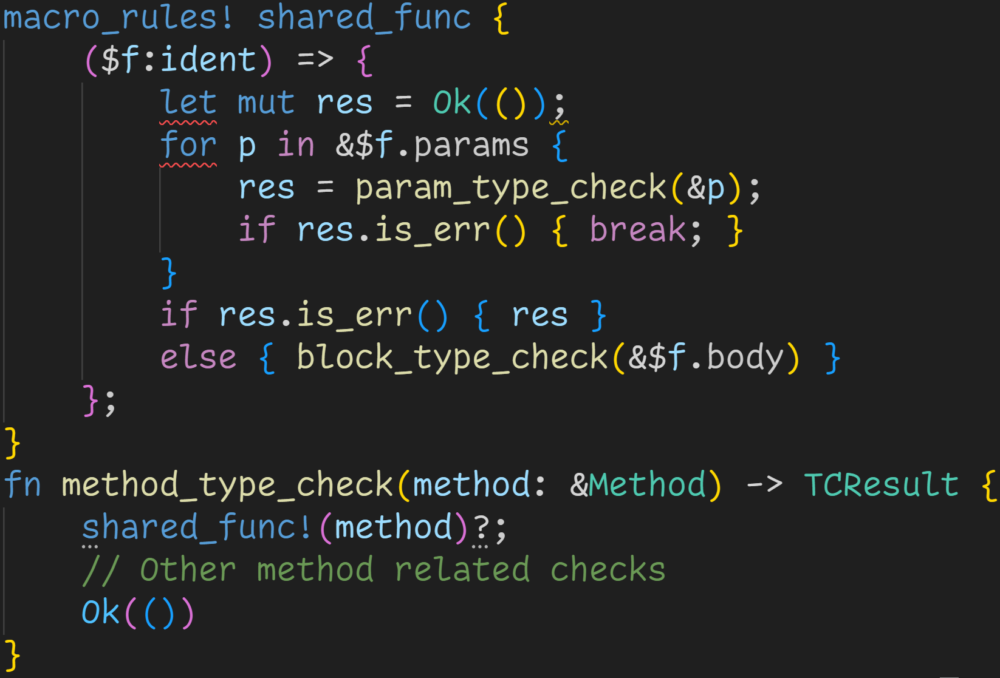 macro_rules! shared_func {
    ($f:ident) => {
        let mut res = Ok(());
        for p in &$f.params {
            res = param_type_check(&p);
            if res.is_err() { break; }
        }
        if res.is_err() { res }
        else { block_type_check(&$f.body) }
    };
}
fn method_type_check(method: &Method) -> TCResult {
    shared_func!(method)?;
    // Other method related checks
    Ok(())
}